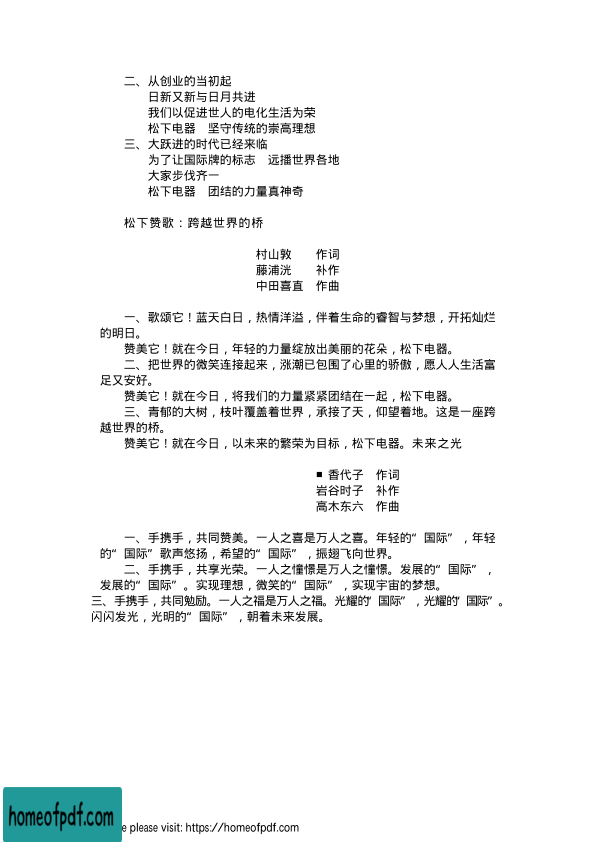 二、从创业的当初起
日新又新与日月共进
我们以促进世人的电化生活为荣
松下电器　坚守传统的崇高理想
三、大跃进的时代已经来临
为了让国际牌的标志　远播世界各地
大家步伐齐一
松下电器　团结的力量真神奇
松下赞歌：跨越世界的桥
村山敦　　作词
藤浦洸　　补作
中田喜直　作曲
一、歌颂它！蓝天白日，热情洋溢，伴着生命的睿智与梦想，开拓灿烂
的明日。
赞美它！就在今日，年轻的力量绽放出美丽的花朵，松下电器。
二、把世界的微笑连接起来，涨潮已包围了心里的骄傲，愿人人生活富
足又安好。
赞美它！就在今日，将我们的力量紧紧团结在一起，松下电器。
三、青郁的大树，枝叶覆盖着世界，承接了天，仰望着地。这是一座跨
越世界的桥。
赞美它！就在今日，以未来的繁荣为目标，松下电器。未来之光
■香代子　作词
岩谷时子　补作
高木东六　作曲
一、手携手，共同赞美。一人之喜是万人之喜。年轻的“国际”，年轻
的“国际”歌声悠扬，希望的“国际”，振翅飞向世界。
二、手携手，共享光荣。一人之憧憬是万人之憧憬。发展的“国际”，
发展的“国际”。实现理想，微笑的“国际”，实现宇宙的梦想。
三、手携手，共同勉励。一人之福是万人之福。光耀的“国际”，光耀的“国际”。
闪闪发光，光明的“国际”，朝着未来发展。
homeofpdf.com
e please visit: https://homeofpdf.com